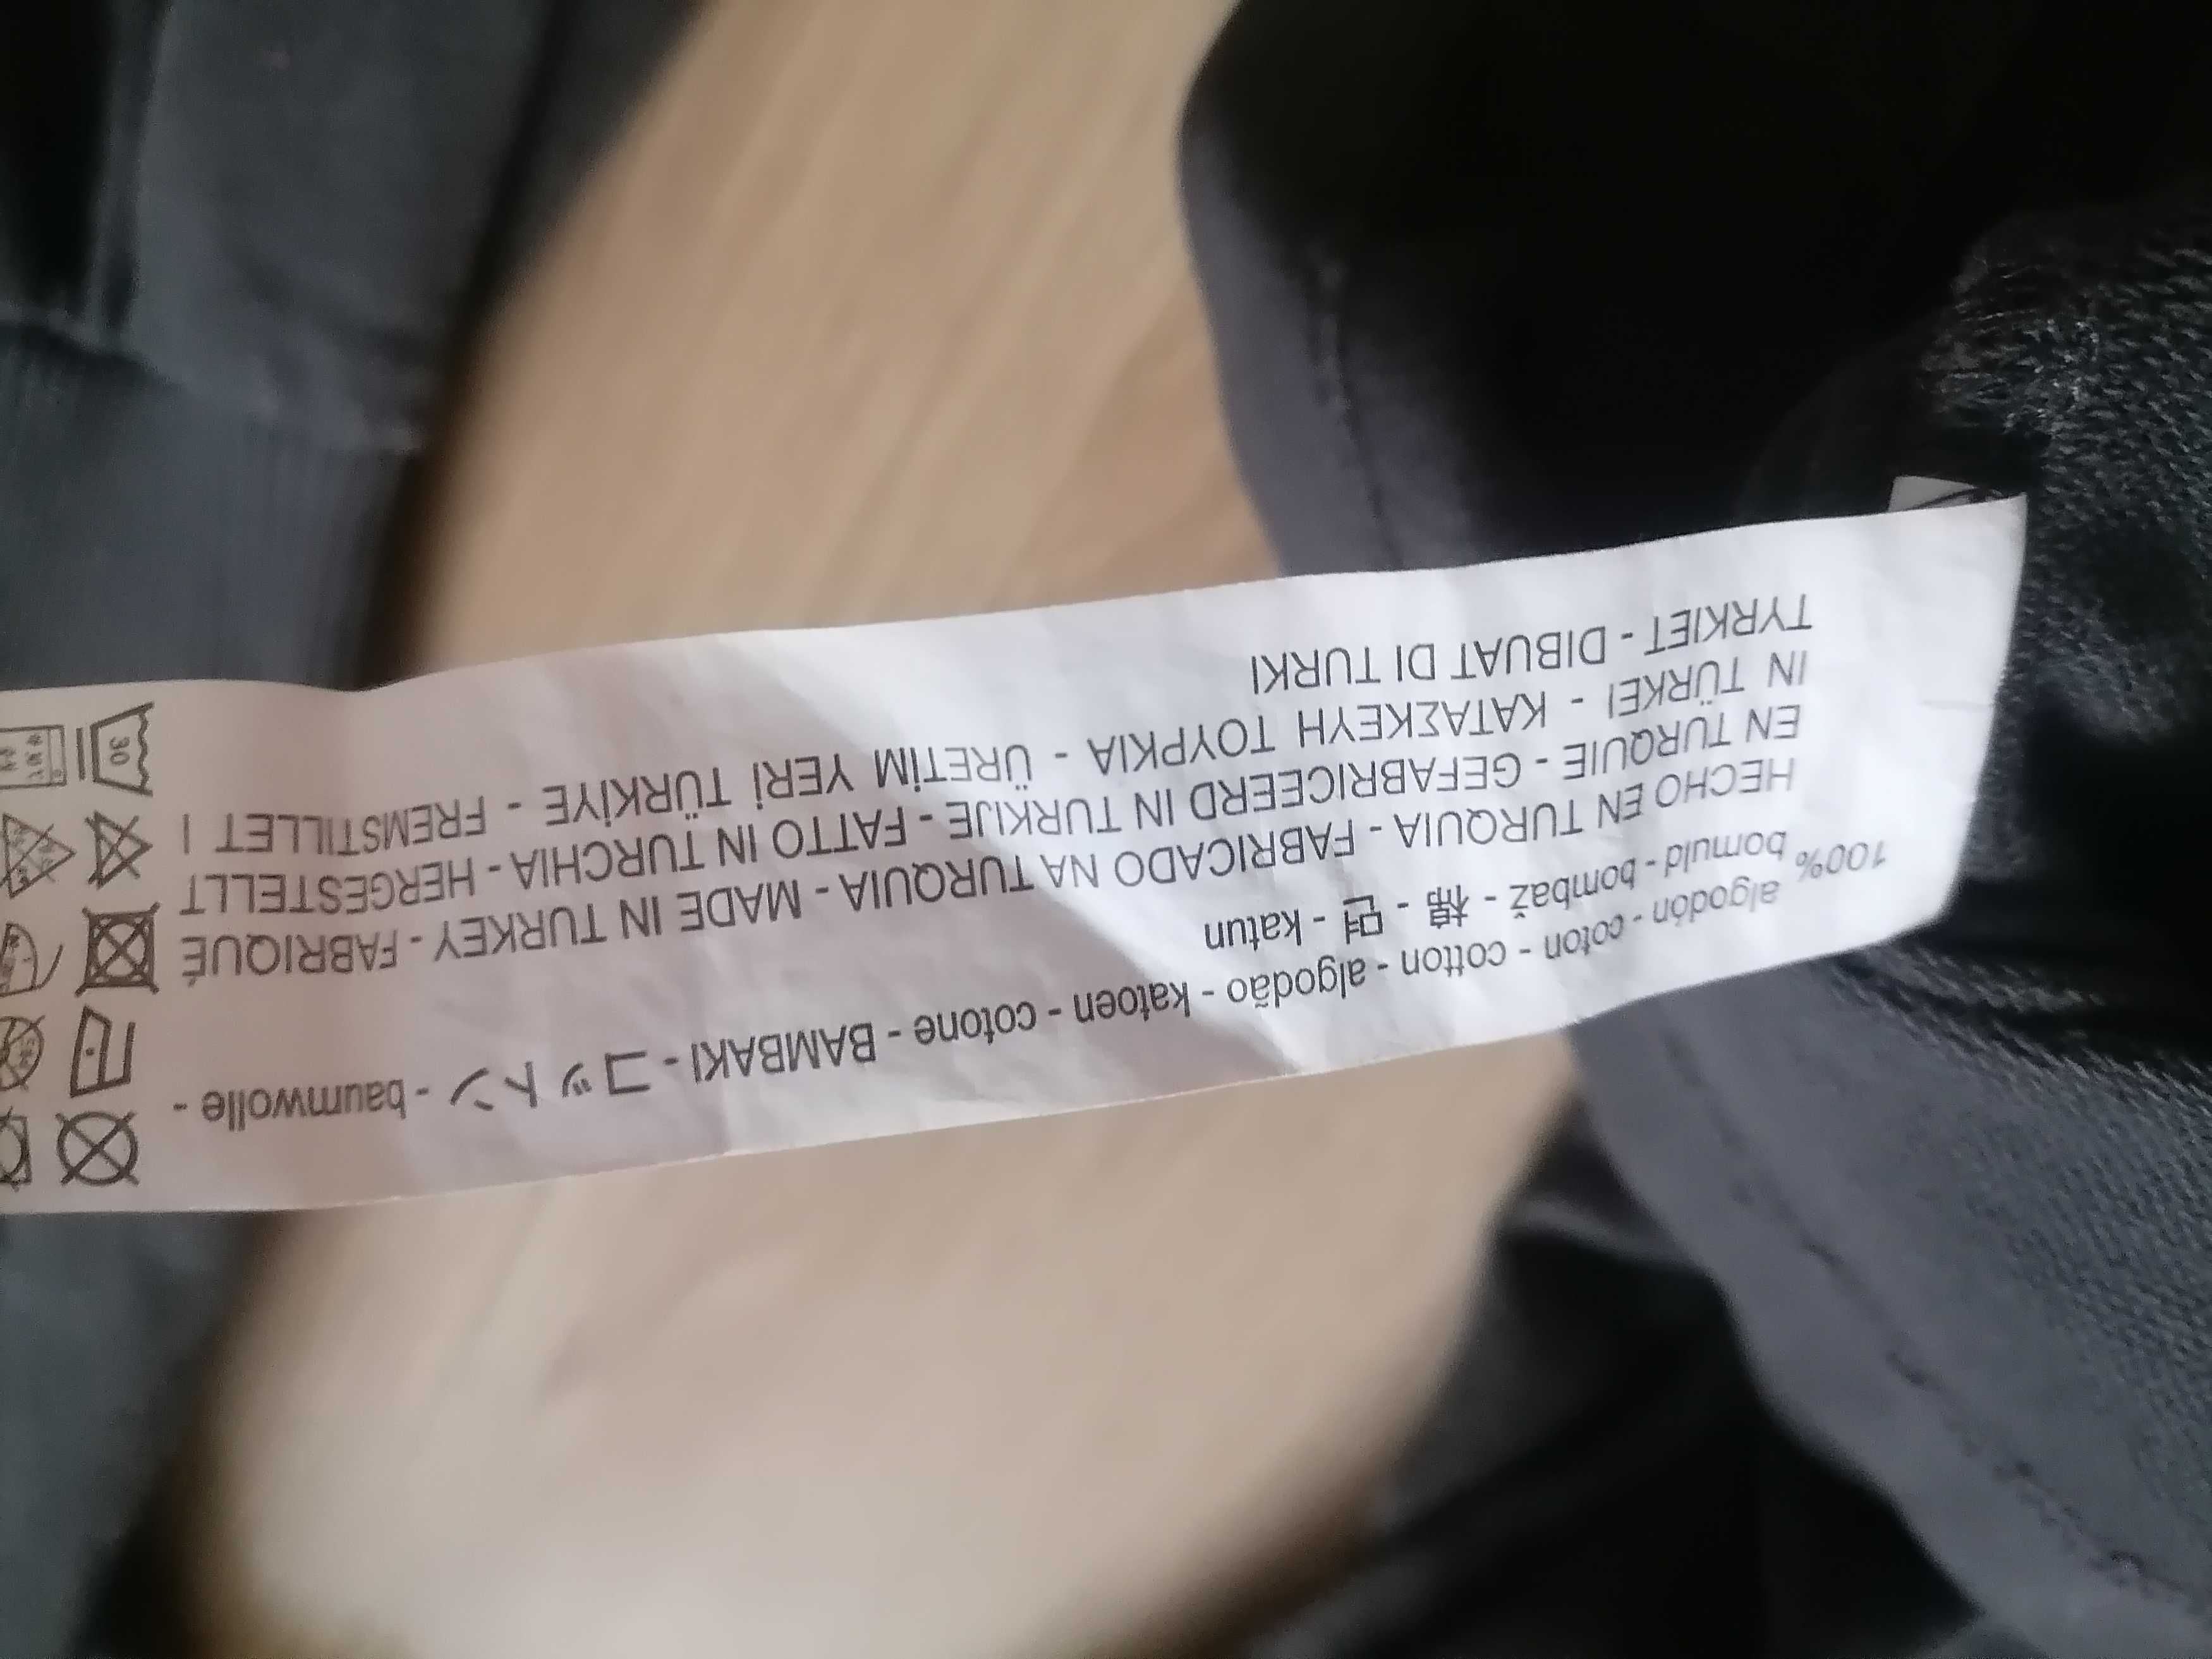 100% algodón - coton - cotton - algodão - katoen - cotone - BAMBAKI - コットン - baumwolle -
bomuld - bombaž - 棉 - 면 - katun
HECHO EN TURQUIA - FABRICADO NA TURQUIA - MADE IN TURKEY - FABRIQUÉ
EN TURQUIE - GEFABRICEERD IN TURKIJE - FATTO IN TURCHIA - HERGESTELLT
IN TÜRKEI - ΚΑΤΑΣΚΕΥΗ ΤΟΥΡΚΙΑ - ÜRETİM YERİ TÜRKİYE - FREMSTILLET I
TYRKIET - DIBUAT DI TURKI
30